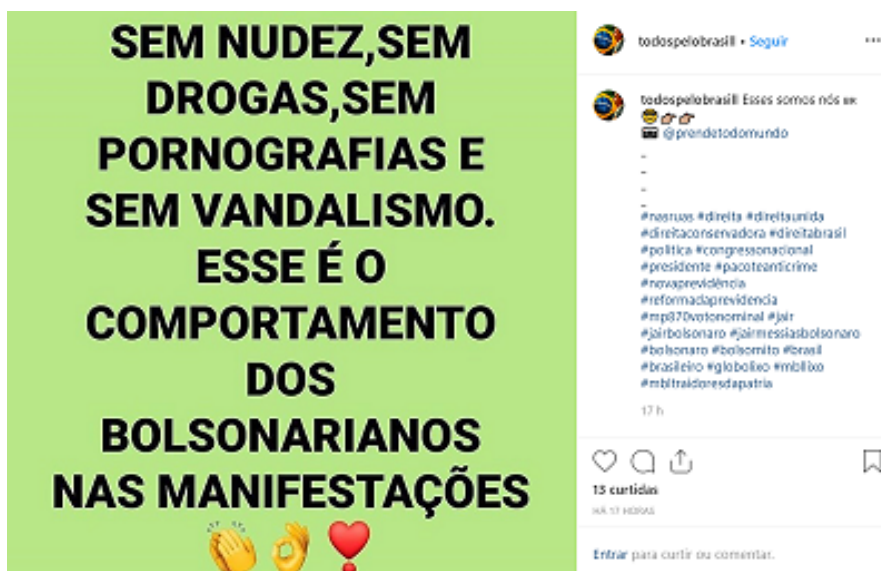 SEM NUDEZ,SEM
DROGAS,SEM
PORNOGRAFIAS E
SEM VANDALISMO.
ESSE É O
COMPORTAMENTO
DOS
BOLSONARIANOS
NAS MANIFESTAÇÕES
todospelobrasill • Seguir
todospelobrasill Esses somos nós
@prendetodomundo
-
-
-
-
#nasruas #direita #direitaunida
#direitaconservadora #direitabrasil
#politica #congressonacional
#presidente #pacoteanticrime
#novaprevidência
#reformadaprevidencia
#mp870votonominal #jair
#jairbolsonaro #jairmessiasbolsonaro
#bolsonaro #bolsomito #brasil
#brasileiro #globolixo #mbllixo
#mbltraidoresdapatria
17 h
13 curtidas
HÁ 17 HORAS
Entrar para curtir ou comentar.